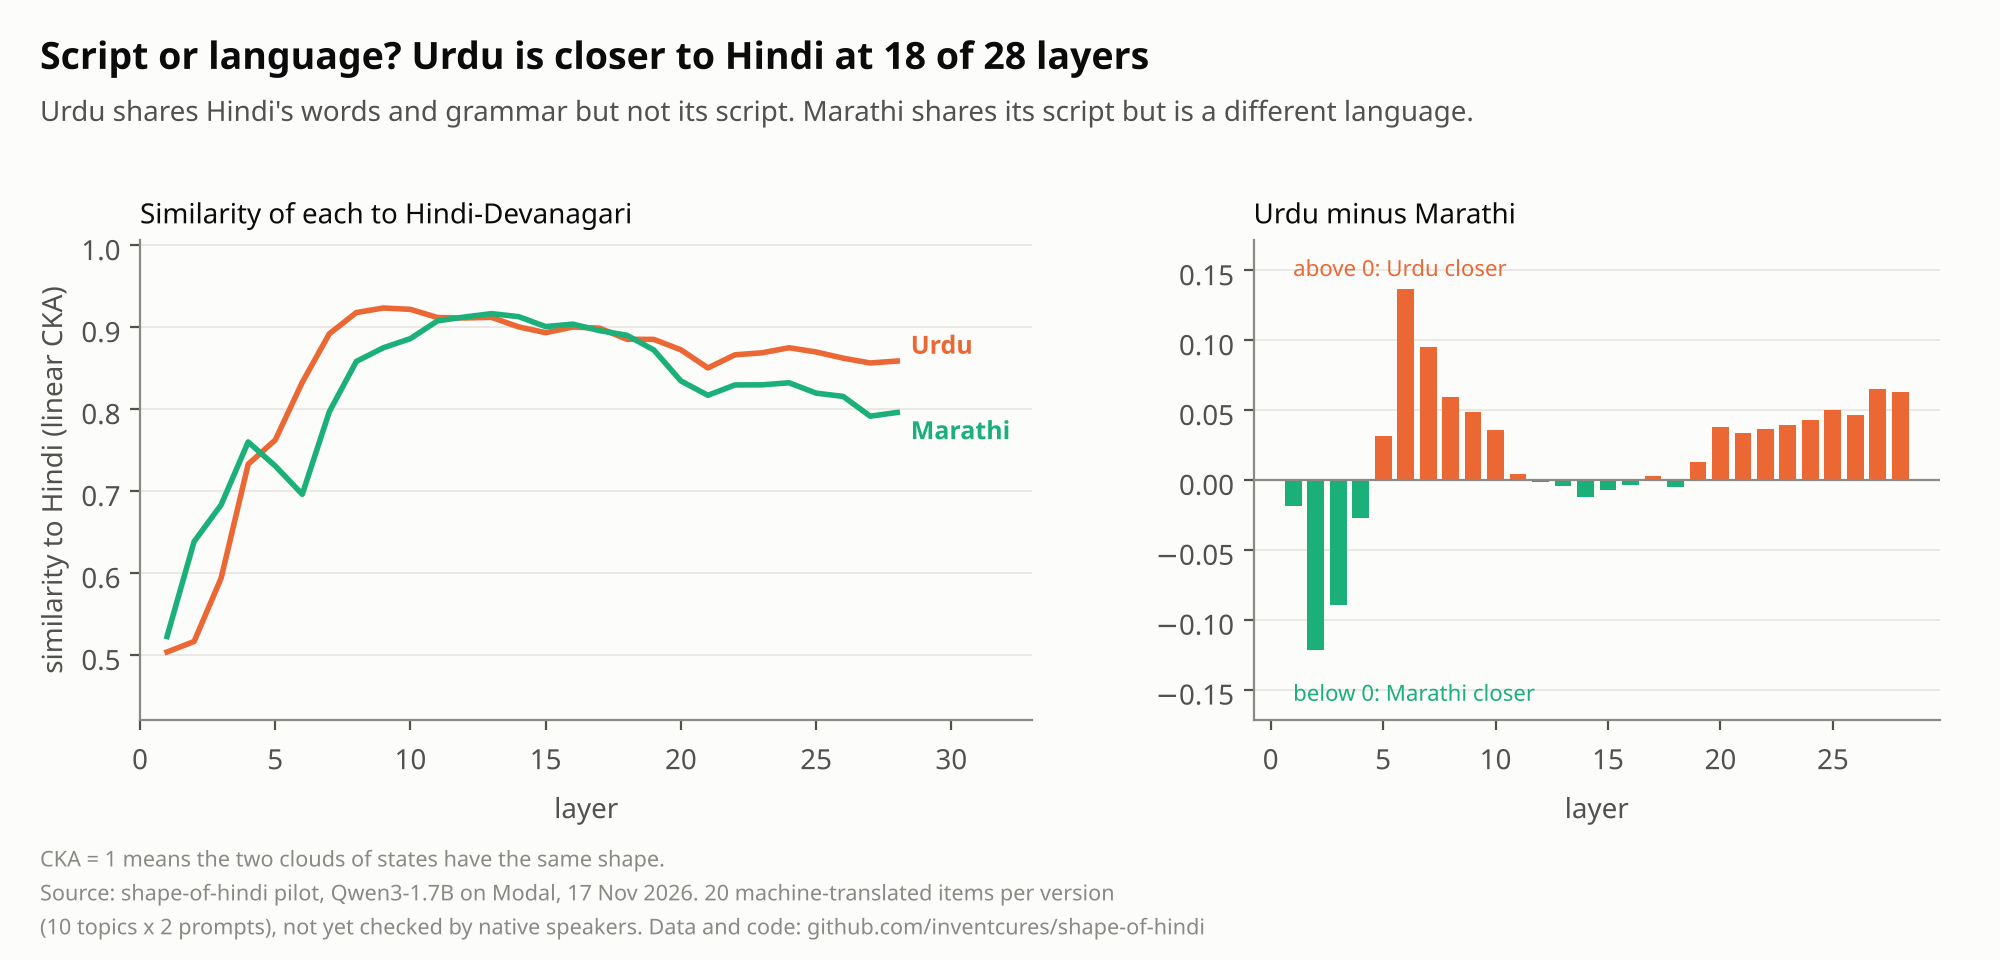 Script or language? Urdu is closer to Hindi at 18 of 28 layers
Urdu shares Hindi's words and grammar but not its script. Marathi shares its script but is a different language.
Similarity of each to Hindi-Devanagari
similarity to Hindi (linear CKA)
1.0
0.9
0.8
0.7
0.6
0.5
Urdu
Marathi
0 5 10 15 20 25 30
layer
Urdu minus Marathi
0.15
0.10
0.05
0.00
−0.05
−0.10
−0.15
above 0: Urdu closer
below 0: Marathi closer
0 5 10 15 20 25
layer
CKA = 1 means the two clouds of states have the same shape.
Source: shape-of-hindi pilot, Qwen3-1.7B on Modal, 17 Nov 2026. 20 machine-translated items per version
(10 topics x 2 prompts), not yet checked by native speakers. Data and code: github.com/inventcures/shape-of-hindi